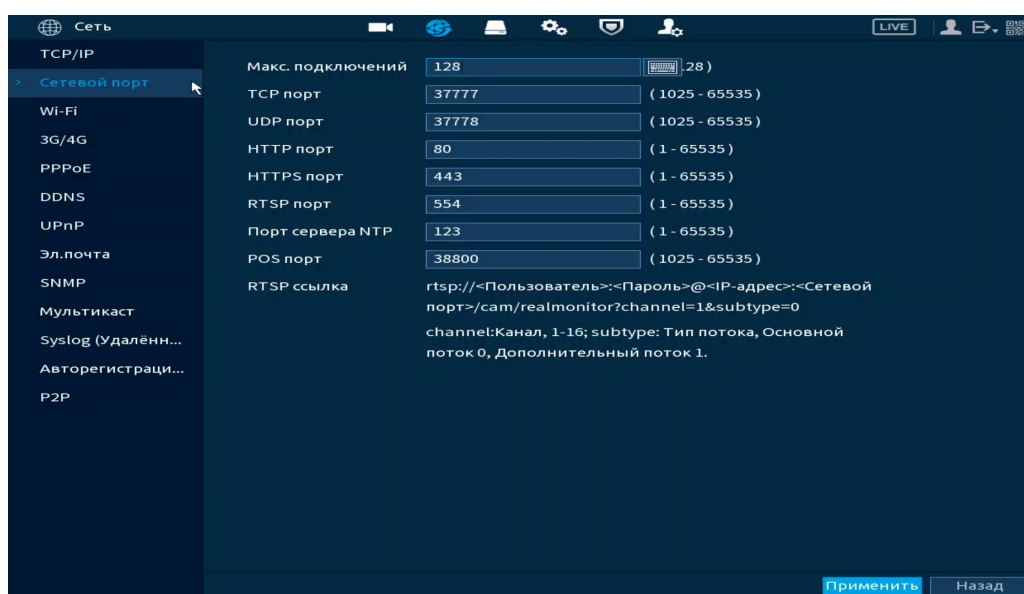 Сеть
LIVE
TCP/IP
Сетевой порт
Wi-Fi
3G/4G
PPPoE
DDNS
UPnP
Эл.почта
SNMP
Мультикаст
Syslog (Удалённ...
Авторегистраци...
P2P
Макс. подключений 128 .28 )
TCP порт 37777 ( 1025 - 65535 )
UDP порт 37778 ( 1025 - 65535 )
HTTP порт 80 ( 1 - 65535 )
HTTPS порт 443 ( 1 - 65535 )
RTSP порт 554 ( 1 - 65535 )
Порт сервера NTP 123 ( 1 - 65535 )
POS порт 38800 ( 1025 - 65535 )
RTSP ссылка rtsp://<Пользователь>:<Пароль>@<IP-адрес>:<Сетевой
порт>/cam/realmonitor?channel=1&subtype=0
channel:Канал, 1-16; subtype: Тип потока, Основной
поток 0, Дополнительный поток 1.
Применить Назад